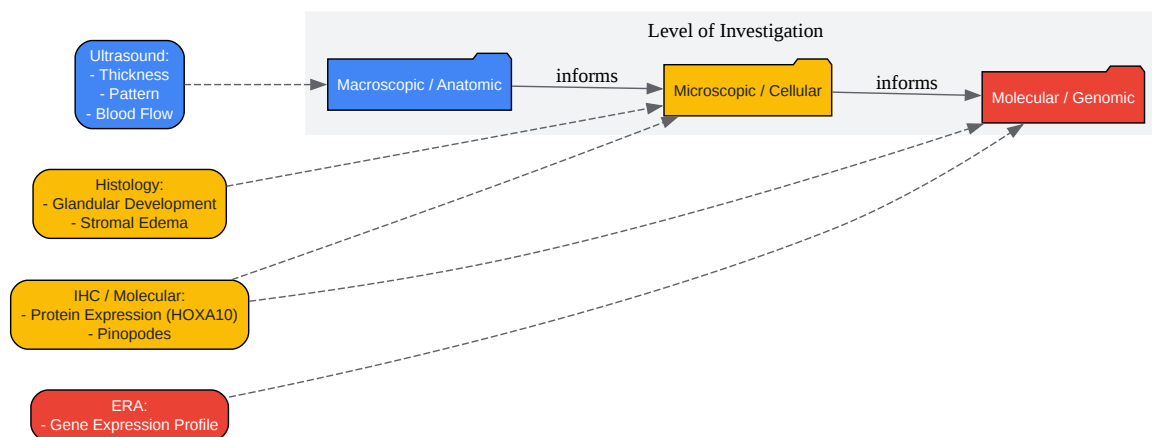 Level of Investigation
Ultrasound:
- Thickness
- Pattern
- Blood Flow
Macroscopic / Anatomic
informs
Microscopic / Cellular
informs
Molecular / Genomic
Histology:
- Glandular Development
- Stromal Edema
IHC / Molecular:
- Protein Expression (HOXA10)
- Pinopodes
ERA:
- Gene Expression Profile